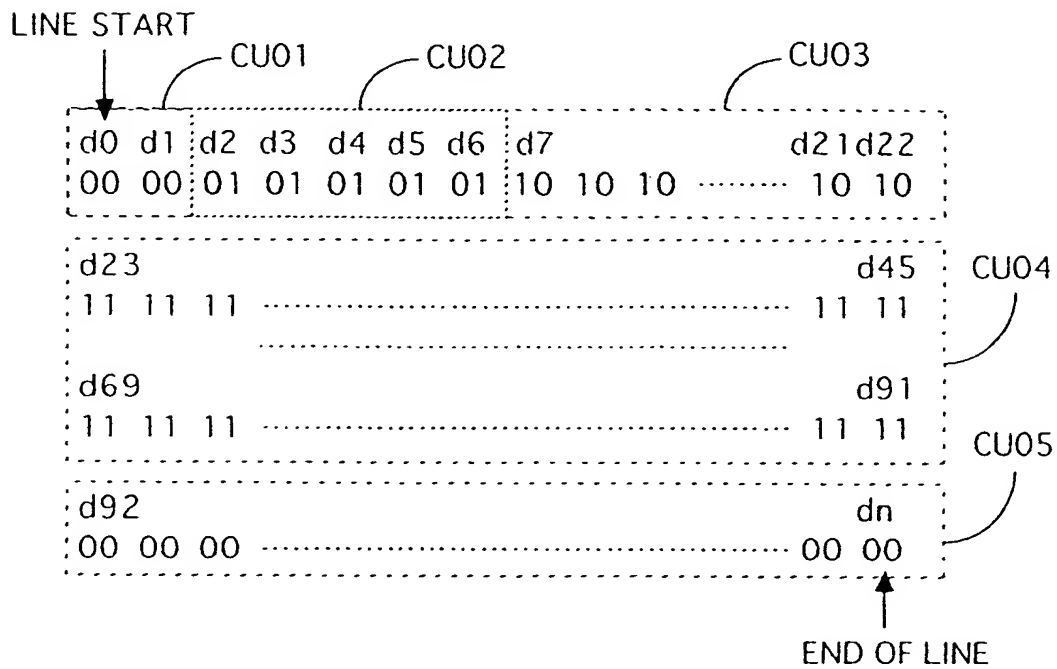 LINE START
CU01 CU02 CU03
d0 d1 d2 d3 d4 d5 d6 d7 d21 d22
00 00 01 01 01 01 01 10 10 10 ········ 10 10
d23 d45 CU04
11 11 11 ········ 11 11
········
d69 d91
11 11 11 ········ 11 11
CU05
d92 dn
00 00 00 ········ 00 00
END OF LINE